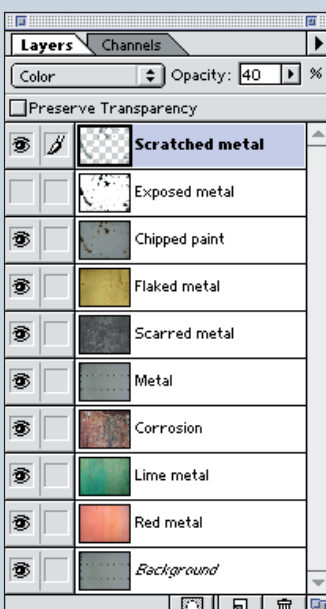 Layers Channels
Color Opacity: 40 %
Preserve Transparency
Scratched metal
Exposed metal
Chipped paint
Flaked metal
Scarred metal
Metal
Corrosion
Lime metal
Red metal
Background